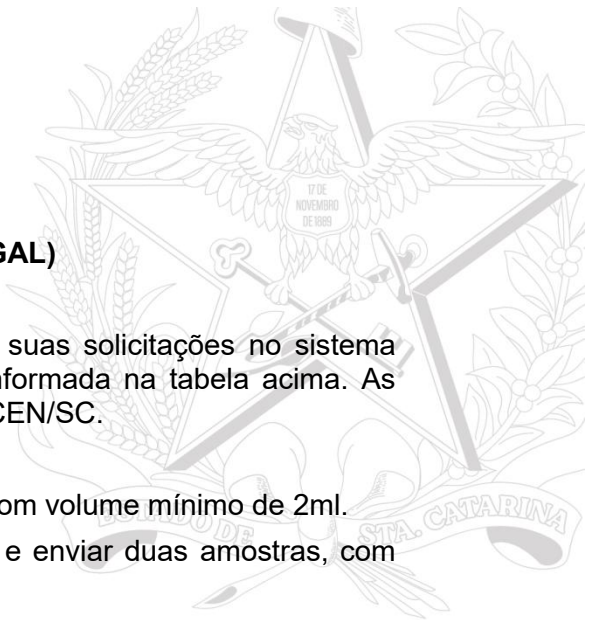 17 DE
NOVEMBRO
DE 1889
GAL)
suas solicitações no sistema
nformada na tabela acima. As
CEN/SC.
om volume mínimo de 2ml.
ESTADO DE STA. CATARINA
e enviar duas amostras, com